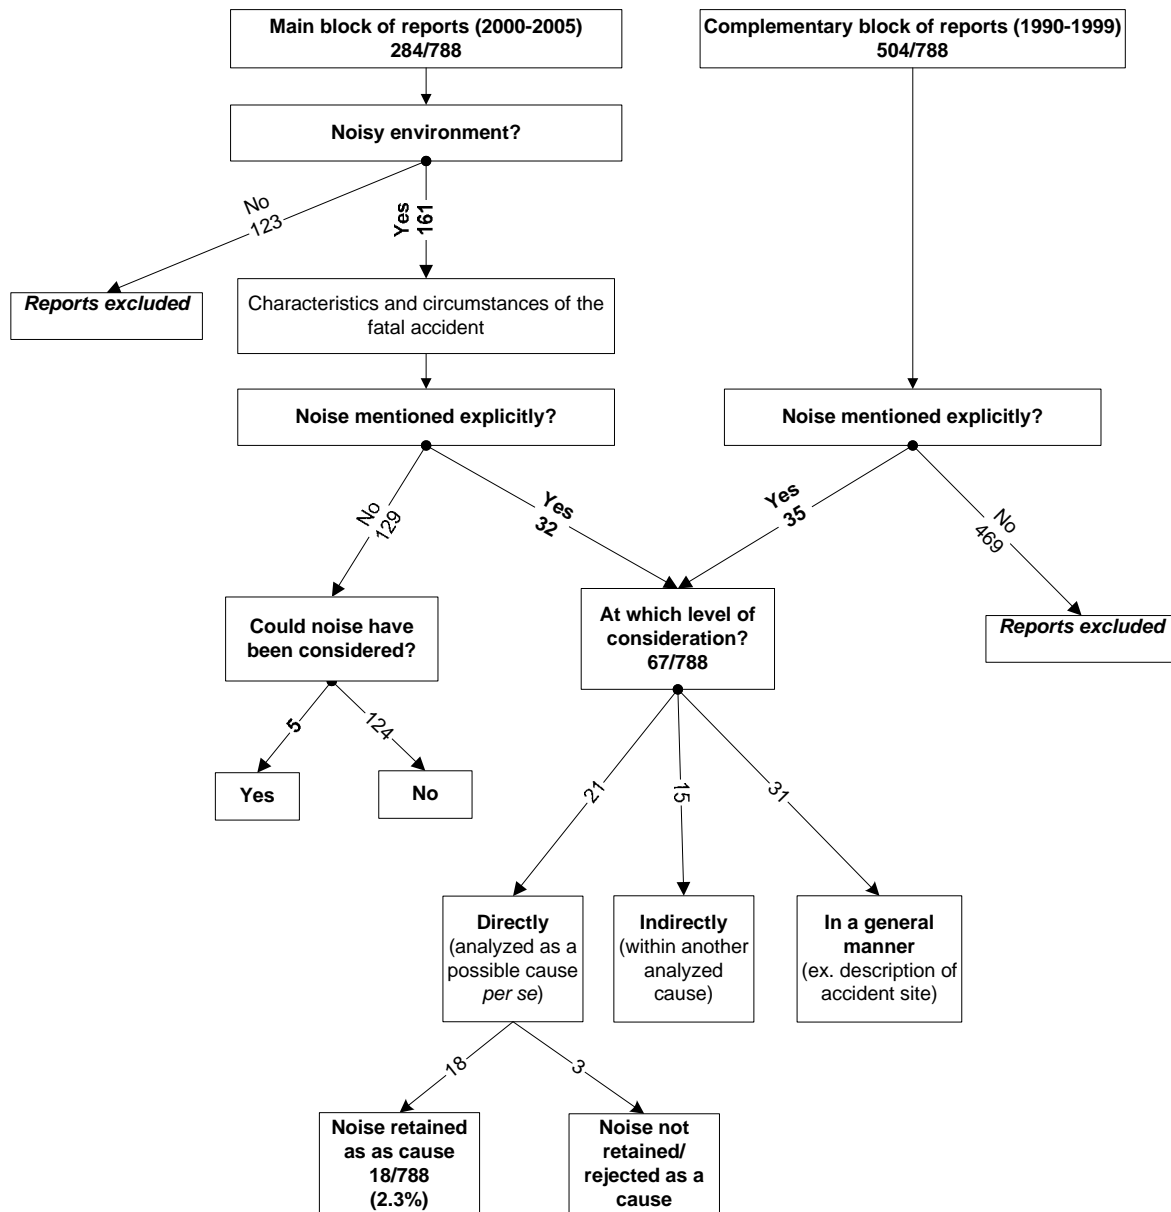 Main block of reports (2000-2005)
284/788
Complementary block of reports (1990-1999)
504/788
Noisy environment?
No
123
Yes
161
Reports excluded
Characteristics and circumstances of the
fatal accident
Noise mentioned explicitly?
Noise mentioned explicitly?
No
129
Yes
32
Yes
35
No
469
Could noise have
been considered?
At which level of
consideration?
67/788
Reports excluded
5
124
Yes
No
21
15
31
Directly
(analyzed as a
possible cause
per se)
Indirectly
(within another
analyzed
cause)
In a general
manner
(ex. description of
accident site)
18
3
Noise retained
as as cause
18/788
(2.3%)
Noise not
retained/
rejected as a
cause